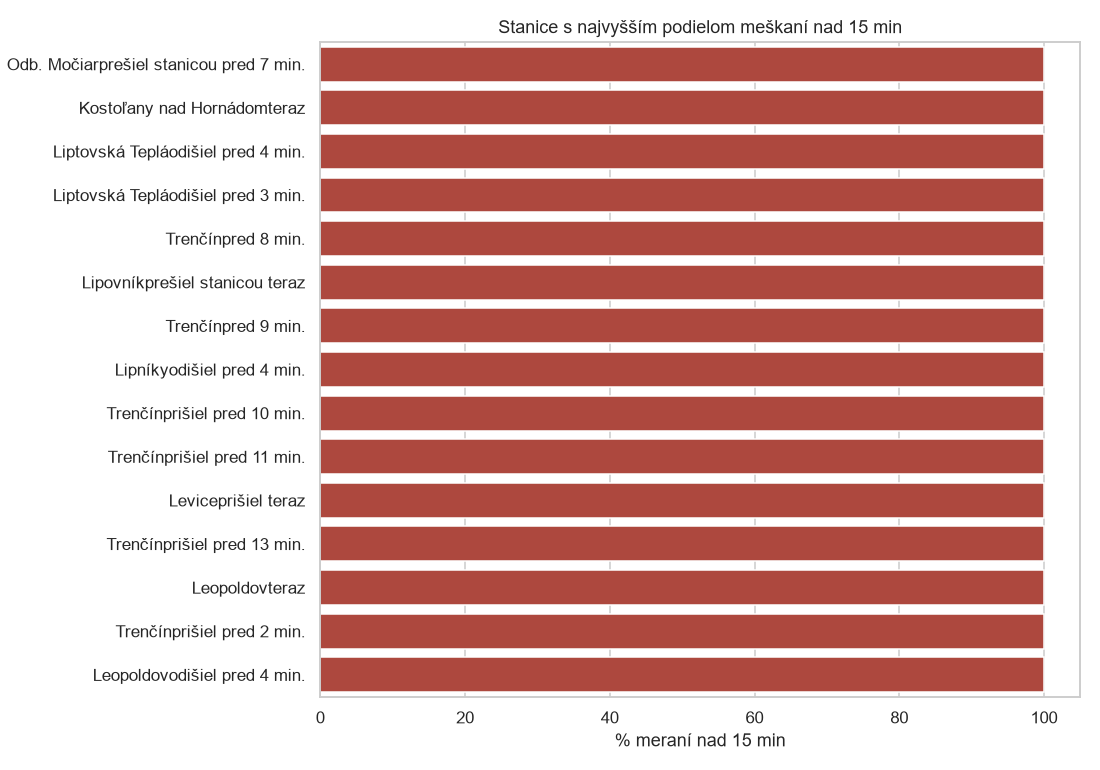 Stanice s najvyšším podielom meškaní nad 15 min
Odb. Močiarprešiel stanicou pred 7 min.
Kostoľany nad Hornádomteraz
Liptovská Tepláodišiel pred 4 min.
Liptovská Tepláodišiel pred 3 min.
Trenčínpred 8 min.
Lipovníkprešiel stanicou teraz
Trenčínpred 9 min.
Lipníkyodišiel pred 4 min.
Trenčínprišiel pred 10 min.
Trenčínprišiel pred 11 min.
Leviceprišiel teraz
Trenčínprišiel pred 13 min.
Leopoldovteraz
Trenčínprišiel pred 2 min.
Leopoldovodišiel pred 4 min.
0 20 40 60 80 100
% meraní nad 15 min